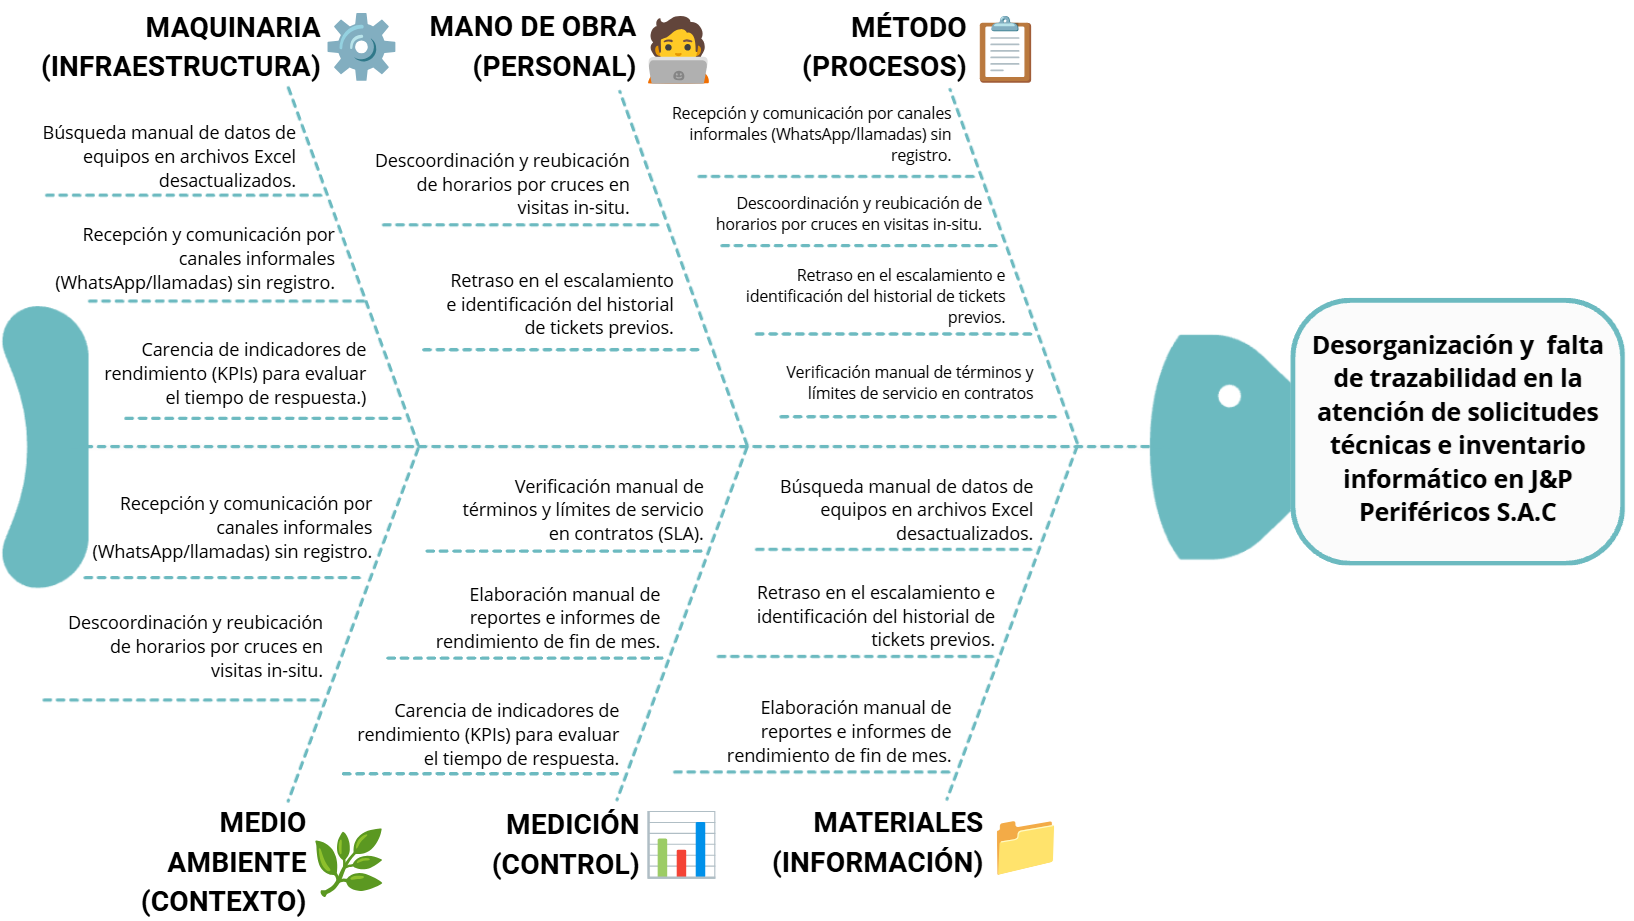 MAQUINARIA
(INFRAESTRUCTURA)
Búsqueda manual de datos de
equipos en archivos Excel
desactualizados.
Recepción y comunicación por
canales informales
(WhatsApp/llamadas) sin registro.
Carencia de indicadores de
rendimiento (KPIs) para evaluar
el tiempo de respuesta.)
MANO DE OBRA
(PERSONAL)
Descoordinación y reubicación
de horarios por cruces en
visitas in-situ.
Retraso en el escalamiento
e identificación del historial
de tickets previos.
MÉTODO
(PROCESOS)
Recepción y comunicación por canales
informales (WhatsApp/llamadas) sin
registro.
Descoordinación y reubicación de
horarios por cruces en visitas in-situ.
Retraso en el escalamiento e
identificación del historial de tickets
previos.
Verificación manual de términos y
límites de servicio en contratos
Desorganización y falta
de trazabilidad en la
atención de solicitudes
técnicas e inventario
informático en J&P
Periféricos S.A.C
Recepción y comunicación por
canales informales
(WhatsApp/llamadas) sin registro.
Descoordinación y reubicación
de horarios por cruces en
visitas in-situ.
MEDIO
AMBIENTE
(CONTEXTO)
Verificación manual de
términos y límites de servicio
en contratos (SLA).
Elaboración manual de
reportes e informes de
rendimiento de fin de mes.
Carencia de indicadores de
rendimiento (KPIs) para evaluar
el tiempo de respuesta.
MEDICIÓN
(CONTROL)
Búsqueda manual de datos de
equipos en archivos Excel
desactualizados.
Retraso en el escalamiento e
identificación del historial de
tickets previos.
Elaboración manual de
reportes e informes de
rendimiento de fin de mes.
MATERIALES
(INFORMACIÓN)